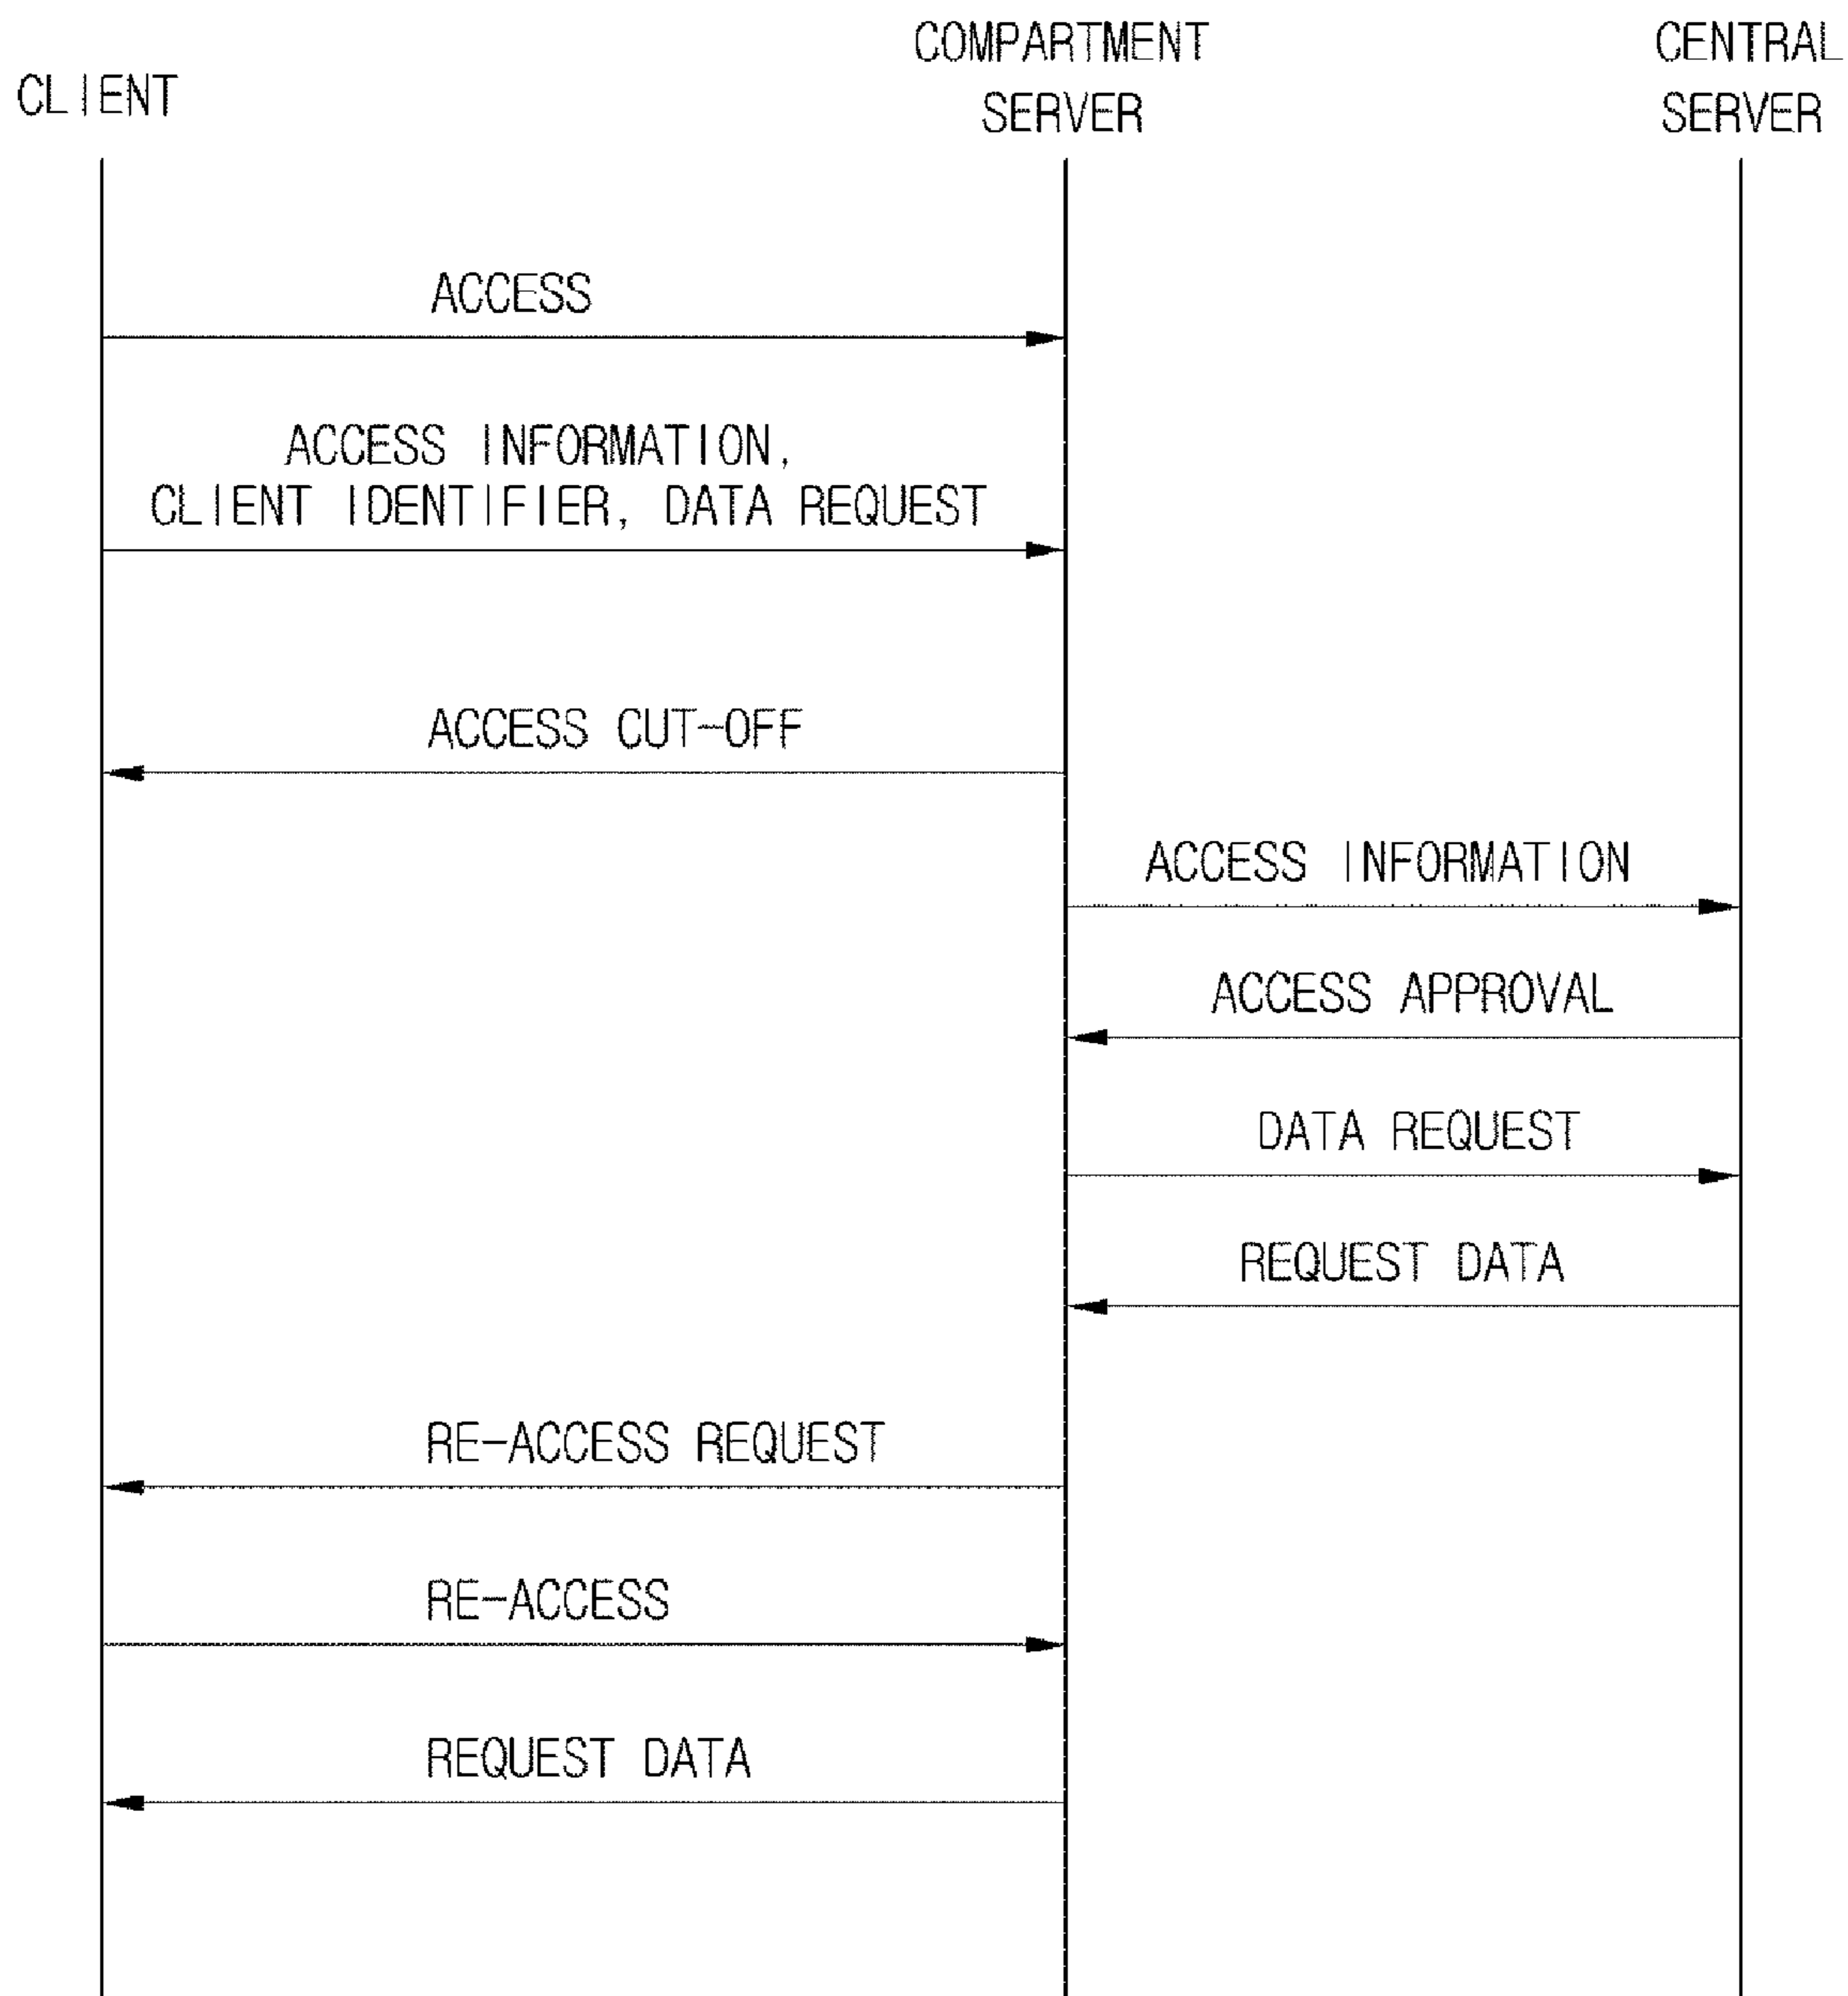 CLIENT
COMPARTMENT
SERVER
CENTRAL
SERVER
ACCESS
ACCESS INFORMATION,
CLIENT IDENTIFIER, DATA REQUEST
ACCESS CUT-OFF
ACCESS INFORMATION
ACCESS APPROVAL
DATA REQUEST
REQUEST DATA
RE-ACCESS REQUEST
RE-ACCESS
REQUEST DATA